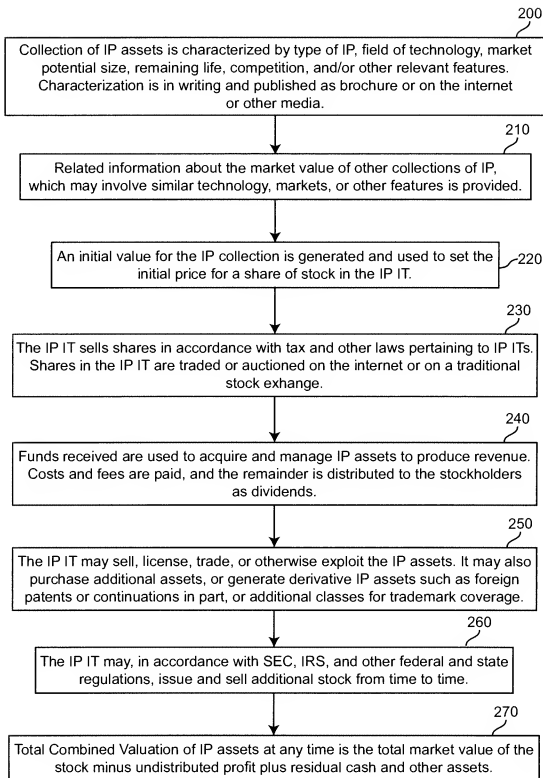 200
Collection of IP assets is characterized by type of IP, field of technology, market
potential size, remaining life, competition, and/or other relevant features.
Characterization is in writing and published as brochure or on the internet
or other media.
210
Related information about the market value of other collections of IP,
which may involve similar technology, markets, or other features is provided.
An initial value for the IP collection is generated and used to set the
initial price for a share of stock in the IP IT.
220
230
The IP IT sells shares in accordance with tax and other laws pertaining to IP ITs.
Shares in the IP IT are traded or auctioned on the internet or on a traditional
stock exhange.
240
Funds received are used to acquire and manage IP assets to produce revenue.
Costs and fees are paid, and the remainder is distributed to the stockholders
as dividends.
250
The IP IT may sell, license, trade, or otherwise exploit the IP assets. It may also
purchase additional assets, or generate derivative IP assets such as foreign
patents or continuations in part, or additional classes for trademark coverage.
260
The IP IT may, in accordance with SEC, IRS, and other federal and state
regulations, issue and sell additional stock from time to time.
270
Total Combined Valuation of IP assets at any time is the total market value of the
stock minus undistributed profit plus residual cash and other assets.